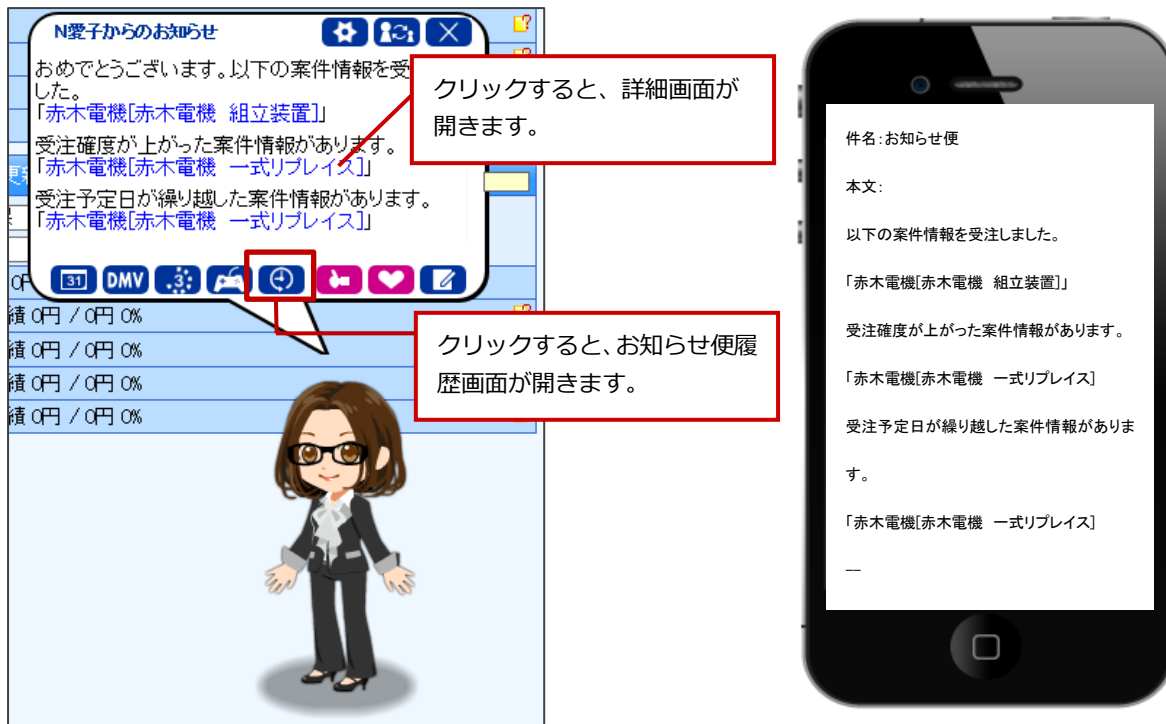 N愛子からのお知らせ
おめでとうございます。以下の案件情報を受
した。
「赤木電機[赤木電機 組立装置]」
受注確度が上がった案件情報があります。
「赤木電機[赤木電機 一式リプレイス]」
受注予定日が繰り越した案件情報があります。
「赤木電機[赤木電機 一式リプレイス]」
31 DMV 3
績 0円 / 0円 0%
績 0円 / 0円 0%
績 0円 / 0円 0%
績 0円 / 0円 0%
クリックすると、詳細画面が
開きます。
クリックすると、お知らせ便履
歴画面が開きます。
件名：お知らせ便
本文：
以下の案件情報を受注しました。
「赤木電機[赤木電機 組立装置]」
受注確度が上がった案件情報があります。
「赤木電機[赤木電機 一式リプレイス]
受注予定日が繰り越した案件情報がありま
す。
「赤木電機[赤木電機 一式リプレイス]
--